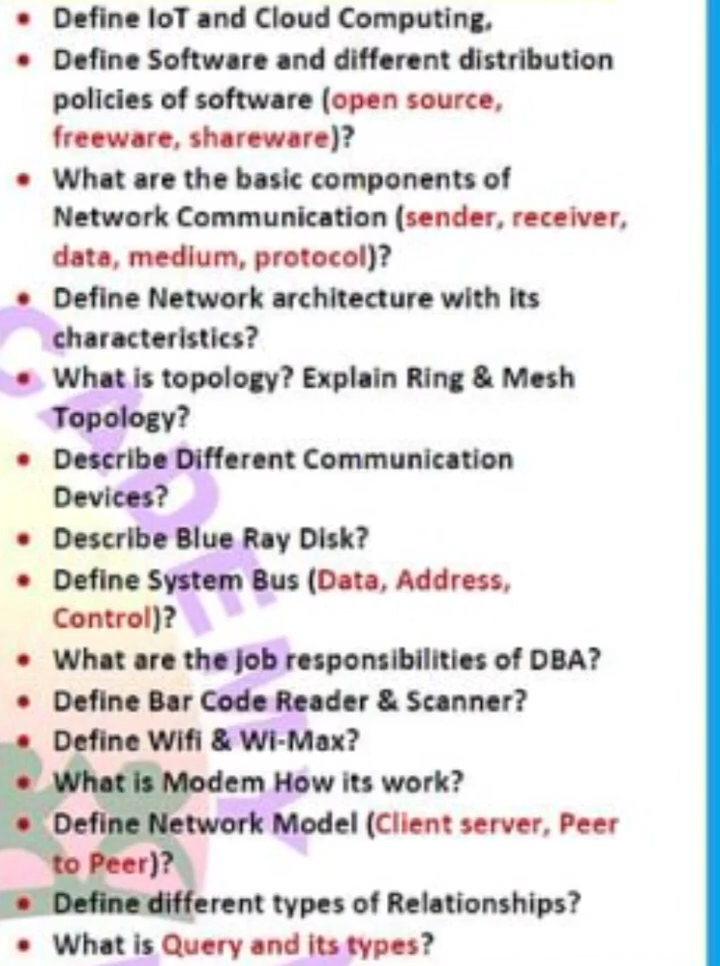 • Define IoT and Cloud Computing,
• Define Software and different distribution
policies of software (open source,
freeware, shareware)?
• What are the basic components of
Network Communication (sender, receiver,
data, medium, protocol)?
• Define Network architecture with its
characteristics?
• What is topology? Explain Ring & Mesh
Topology?
• Describe Different Communication
Devices?
• Describe Blue Ray Disk?
• Define System Bus (Data, Address,
Control)?
• What are the job responsibilities of DBA?
• Define Bar Code Reader & Scanner?
• Define Wifi & Wi-Max?
• What is Modem How its work?
• Define Network Model (Client server, Peer
to Peer)?
• Define different types of Relationships?
• What is Query and its types?
CADEMY